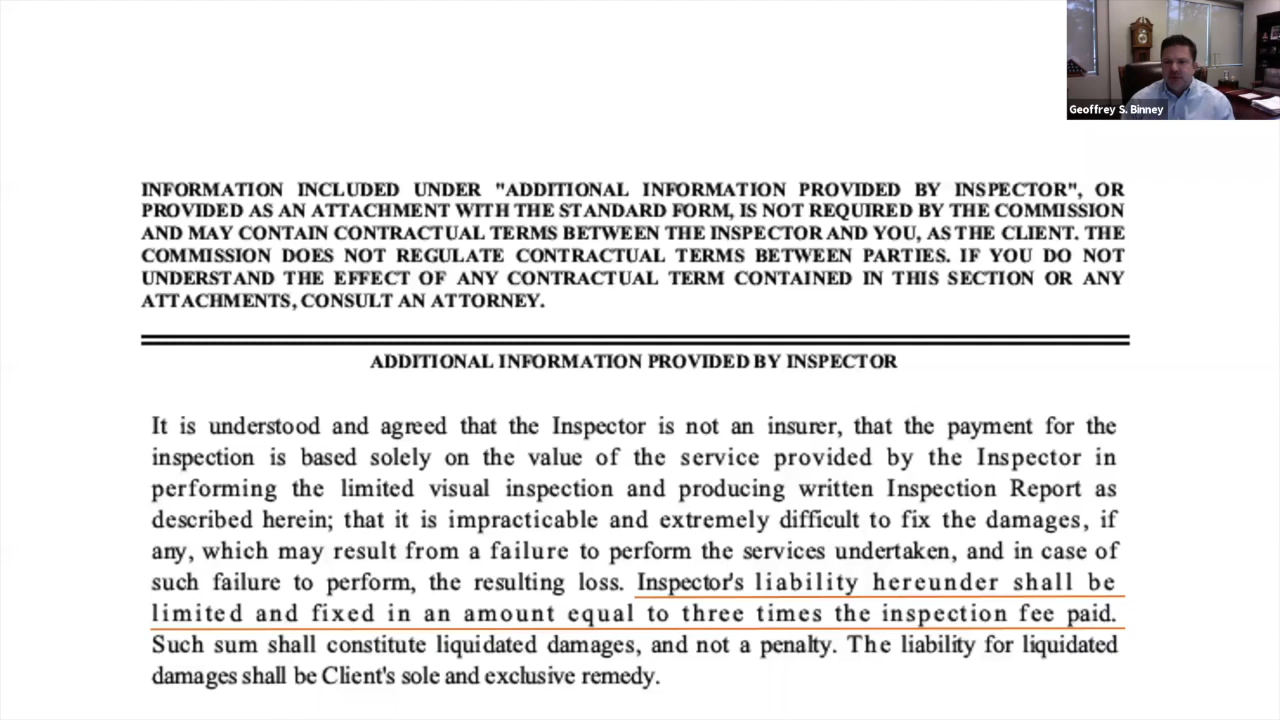 Geoffrey S. Binney
INFORMATION INCLUDED UNDER "ADDITIONAL INFORMATION PROVIDED BY INSPECTOR", OR
PROVIDED AS AN ATTACHMENT WITH THE STANDARD FORM, IS NOT REQUIRED BY THE COMMISSION
AND MAY CONTAIN CONTRACTUAL TERMS BETWEEN THE INSPECTOR AND YOU, AS THE CLIENT. THE
COMMISSION DOES NOT REGULATE CONTRACTUAL TERMS BETWEEN PARTIES. IF YOU DO NOT
UNDERSTAND THE EFFECT OF ANY CONTRACTUAL TERM CONTAINED IN THIS SECTION OR ANY
ATTACHMENTS, CONSULT AN ATTORNEY.
ADDITIONAL INFORMATION PROVIDED BY INSPECTOR
It is understood and agreed that the Inspector is not an insurer, that the payment for the
inspection is based solely on the value of the service provided by the Inspector in
performing the limited visual inspection and producing written Inspection Report as
described herein; that it is impracticable and extremely difficult to fix the damages, if
any, which may result from a failure to perform the services undertaken, and in case of
such failure to perform, the resulting loss. Inspector's liability hereunder shall be
limited and fixed in an amount equal to three times the inspection fee paid.
Such sum shall constitute liquidated damages, and not a penalty. The liability for liquidated
damages shall be Client's sole and exclusive remedy.